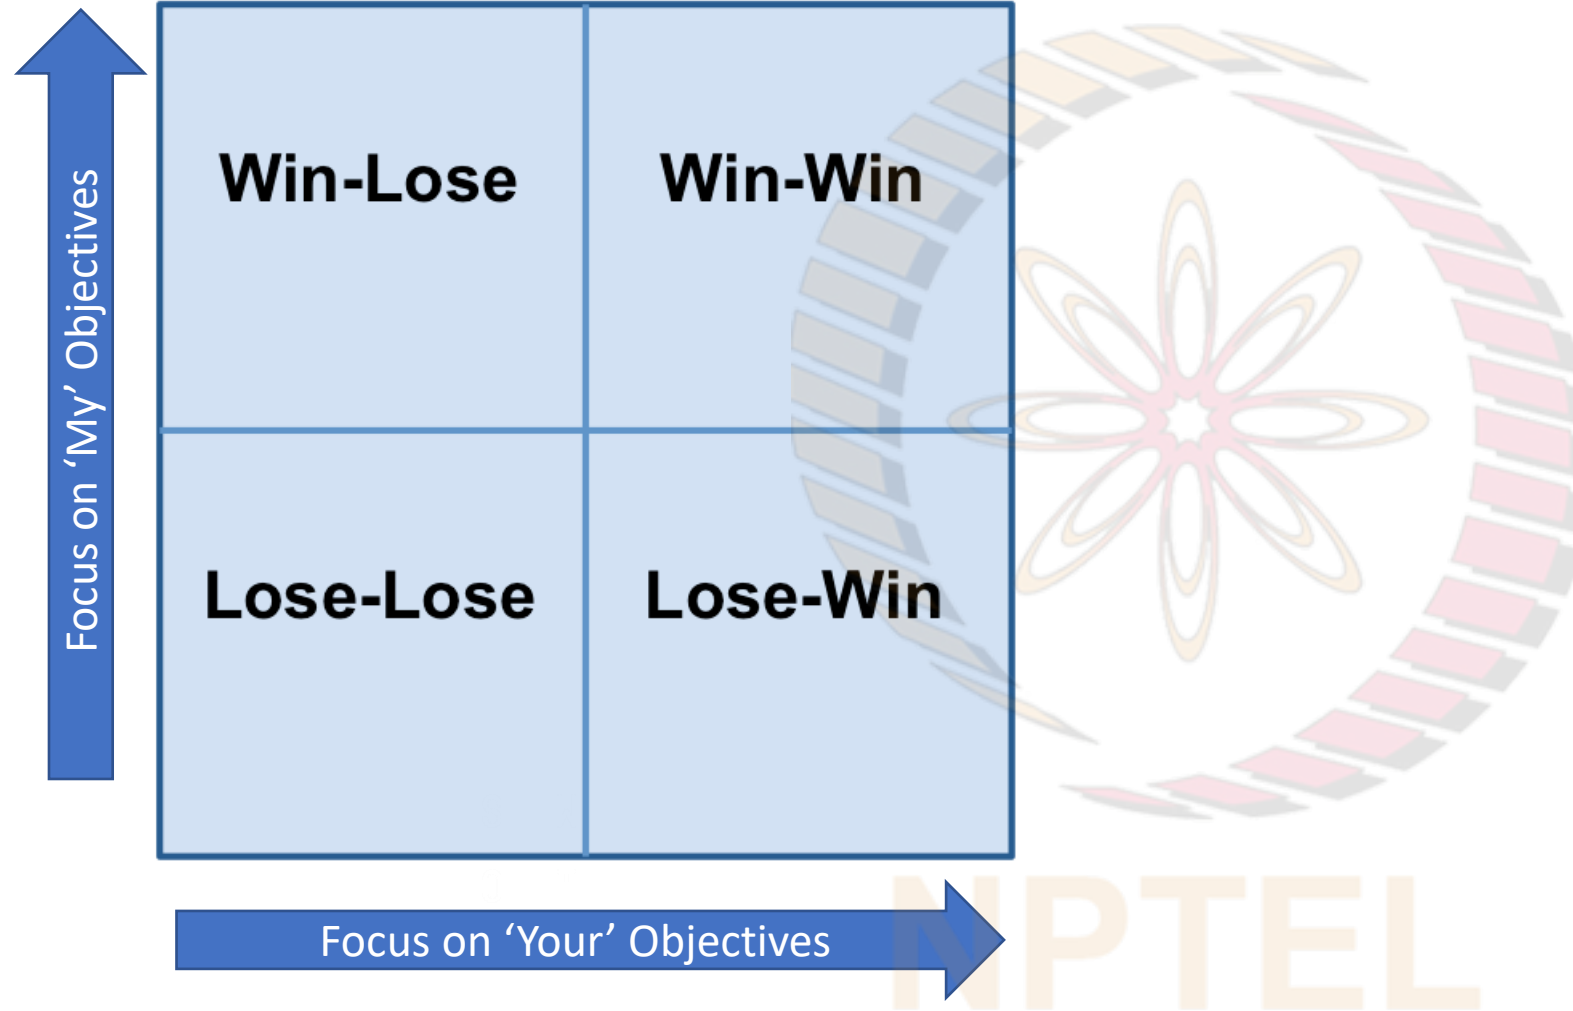 Focus on ‘My’ Objectives
Win-Lose
Win-Win
Lose-Lose
Lose-Win
Focus on ‘Your’ Objectives
NPTEL